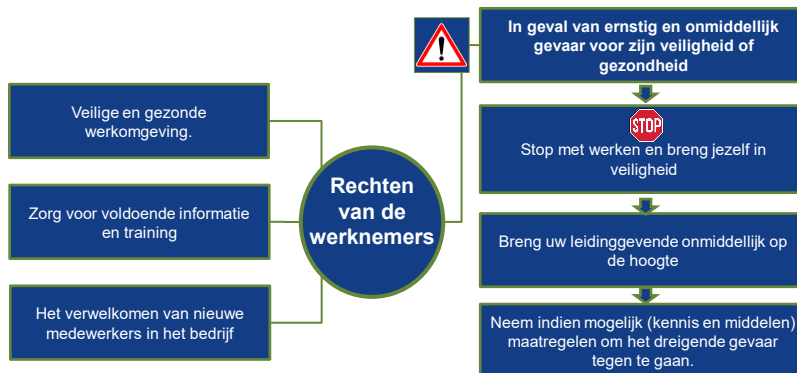 Veilige en gezonde
werkomgeving.
Zorg voor voldoende informatie
en training
Het verwelkomen van nieuwe
medewerkers in het bedrijf
Rechten
van de
werknemers
!
In geval van ernstig en onmiddellijk
gevaar voor zijn veiligheid of
gezondheid
STOP
Stop met werken en breng jezelf in
veiligheid
Breng uw leidinggevende onmiddellijk op
de hoogte
Neem indien mogelijk (kennis en middelen)
maatregelen om het dreigende gevaar
tegen te gaan.